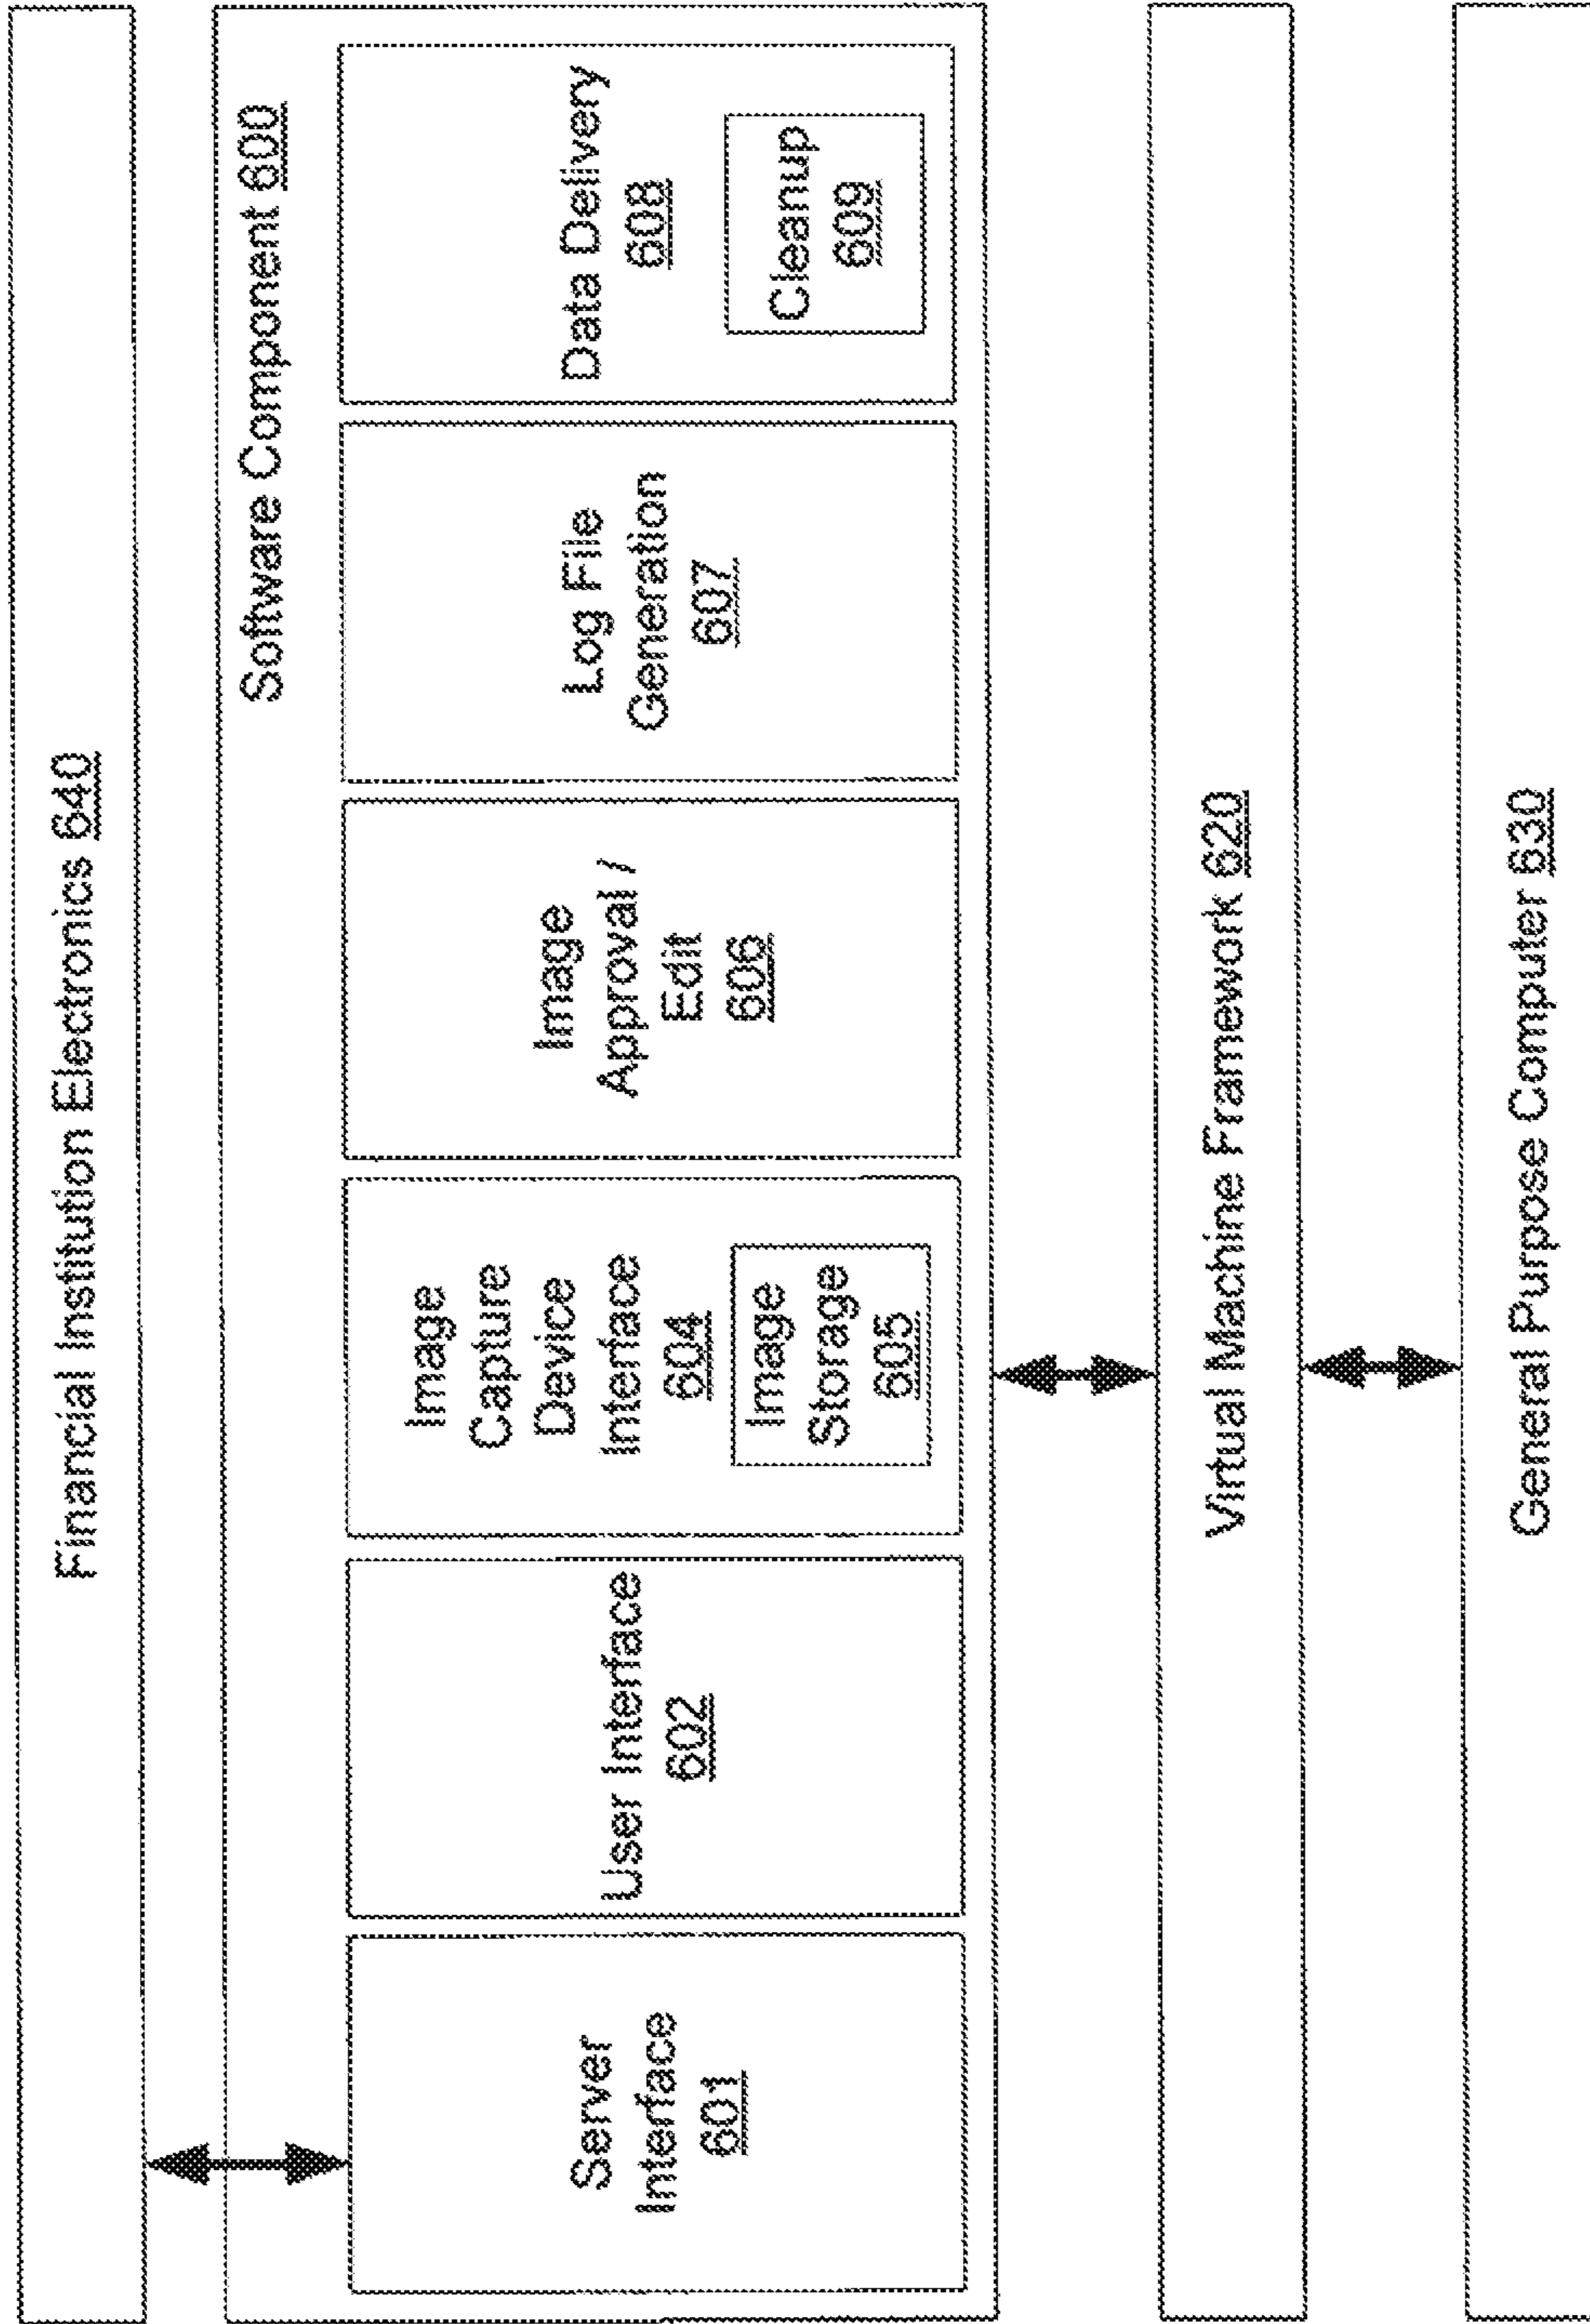 Financial Institution Electronics 640
Software Component 600
Server
Interface
601
User Interface
602
Image
Capture
Device
Interface
604
Image
Storage
605
Image
Approval /
Edit
606
Log File
Generation
607
Data Delivery
608
Cleanup
609
Virtual Machine Framework 620
General Purpose Computer 630